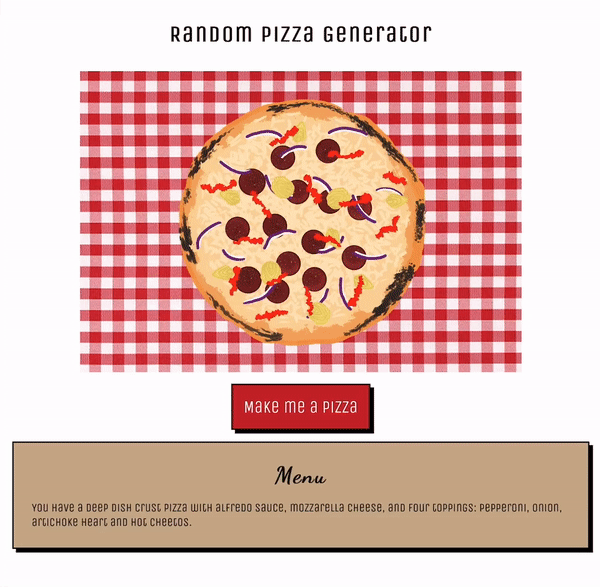 Random Pizza Generator
Make me a pizza
Menu
You have a deep dish crust pizza with alfredo sauce, mozzarella cheese, and four toppings: pepperoni, onion,
artichoke heart and hot cheetos.